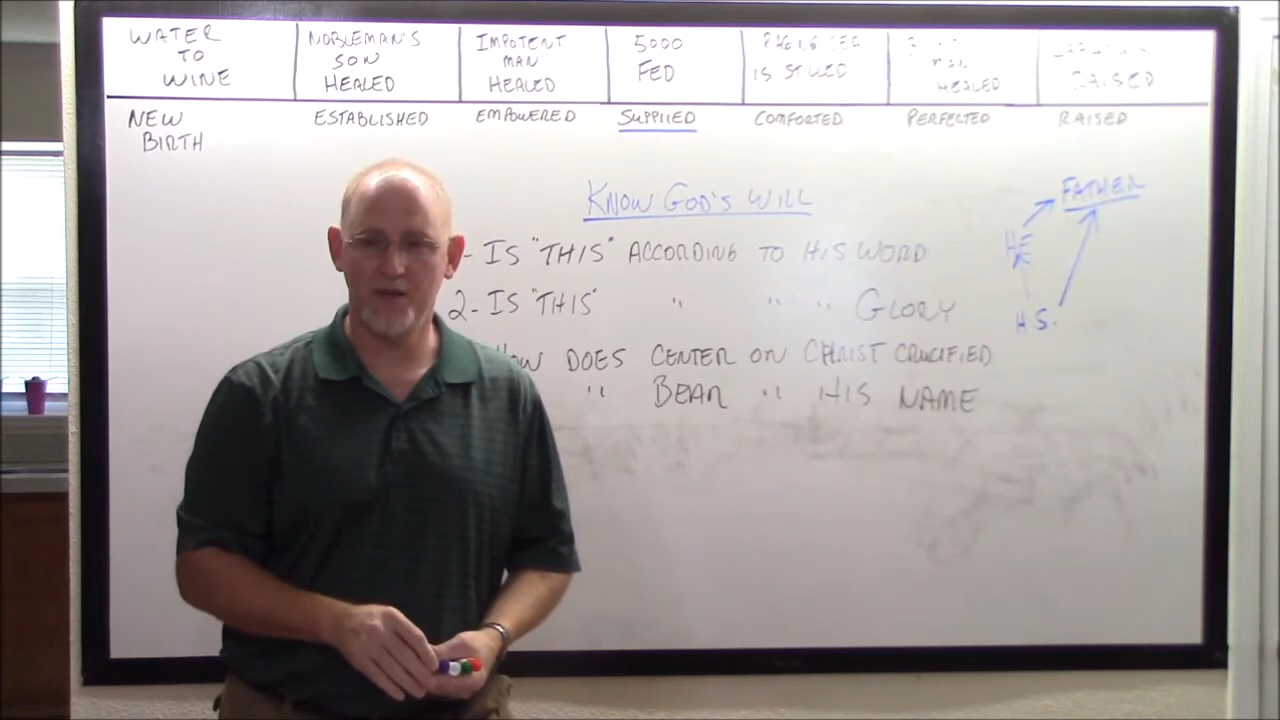 WATER
TO
WINE
NOBLEMAN'S
SON
HEALED
IMPOTENT
MAN
HEALED
5000
FED
IS STILLED
MAN
HEALED
RAISED
NEW
BIRTH
ESTABLISHED
EMPOWERED
SUPPLIED
COMFORTED
PERFECTED
RAISED
KNOW GOD'S WILL
- IS "THIS" ACCORDING TO HIS WORD
2- IS "THIS" " " " GLORY
HOW DOES CENTER ON CHRIST CRUCIFIED
" BEAR " HIS NAME
FATHER
HE
H.S.